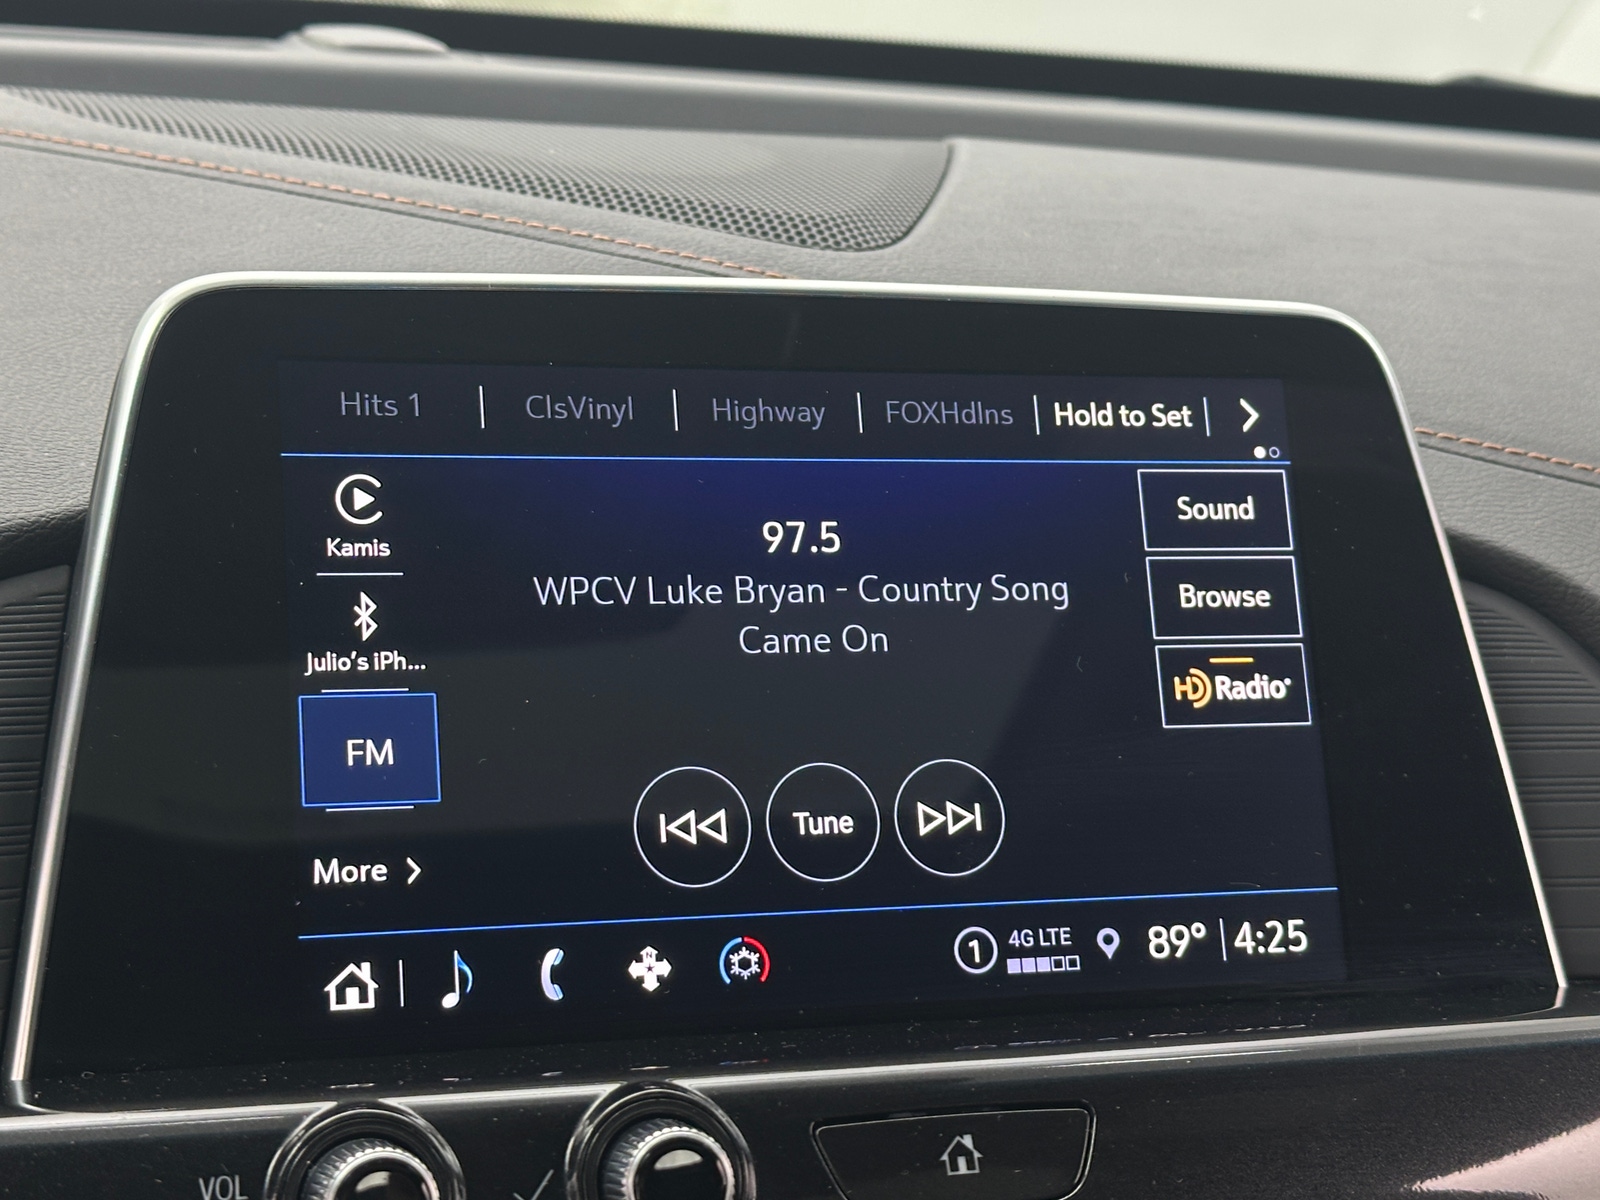 Hits 1 ClsVinyl Highway FOXHdlns Hold to Set
Kamis
Julio's iPh...
FM
More
97.5
WPCV Luke Bryan - Country Song
Came On
Tune
Sound
Browse
HD Radio
1 4G LTE 89° 4:25
VOL